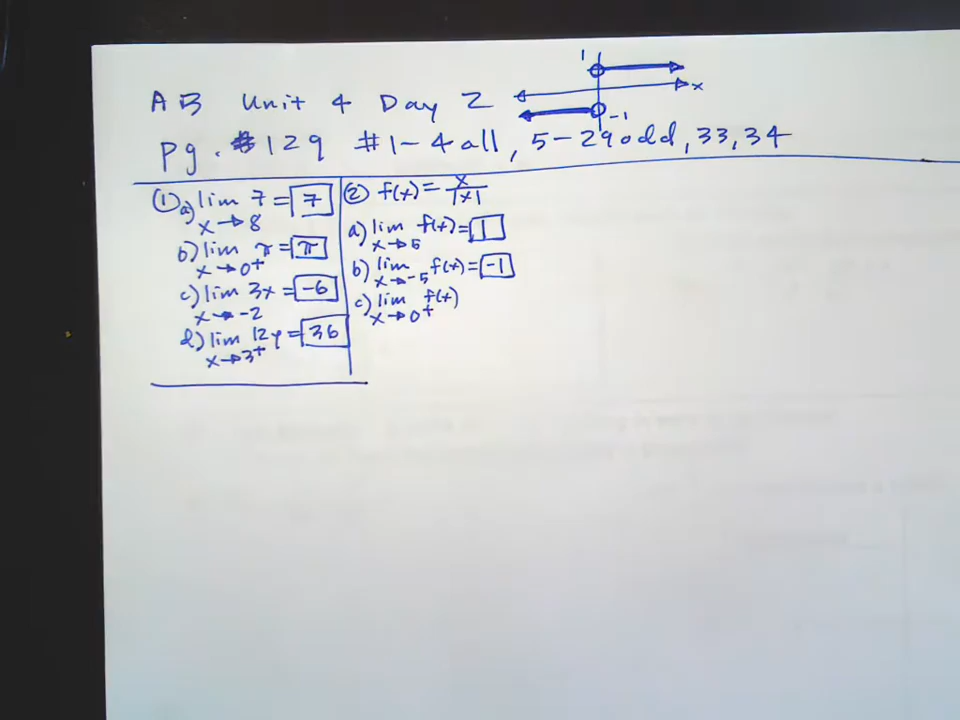 AB Unit 4 Day 2
1
x
-1
pg. #129 #1-4 all, 5-29 odd, 33, 34
① a) lim 7 = 7
x→8
b) lim π = π
x→0⁺
c) lim 3x = -6
x→-2
d) lim 12y = 36
x→3⁺
② f(x) = x/|x|
a) lim f(x) = 1
x→5
b) lim f(x) = -1
x→-5
c) lim f(x)
x→0⁺